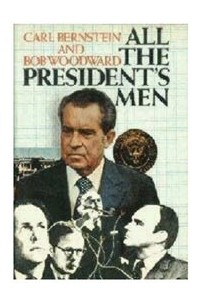 CARL BERNSTEIN
AND
BOB WOODWARD
ALL
THE
PRESIDENT'S
MEN